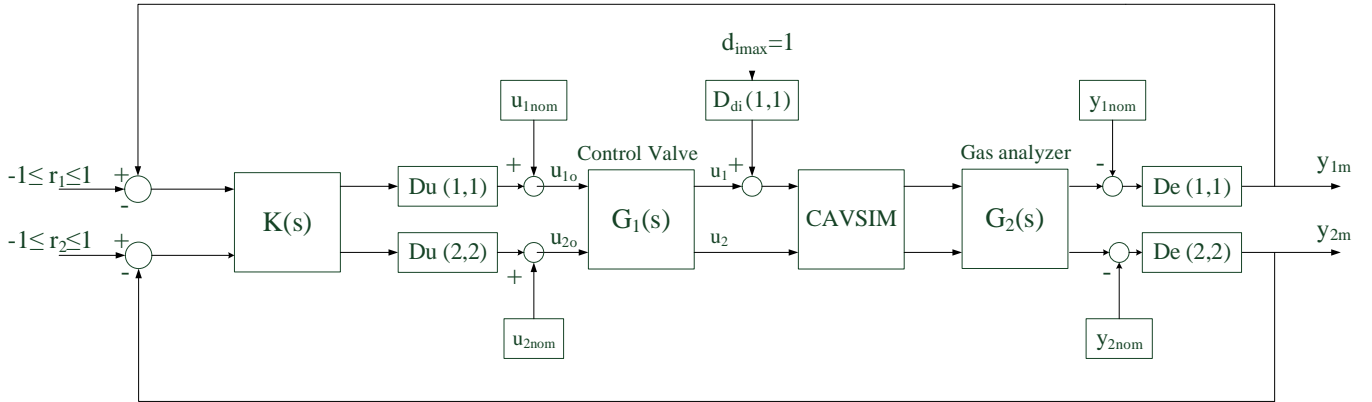 d_imax=1
u_1nom
D_di (1,1)
y_1nom
Control Valve
Gas analyzer
-1≤ r_1≤1
+
-
Du (1,1)
+
u_1o
u_1
+
-
De (1,1)
y_1m
K(s)
G_1(s)
CAVSIM
G_2(s)
-1≤ r_2≤1
+
-
Du (2,2)
+
u_2o
u_2
-
De (2,2)
y_2m
u_2nom
y_2nom